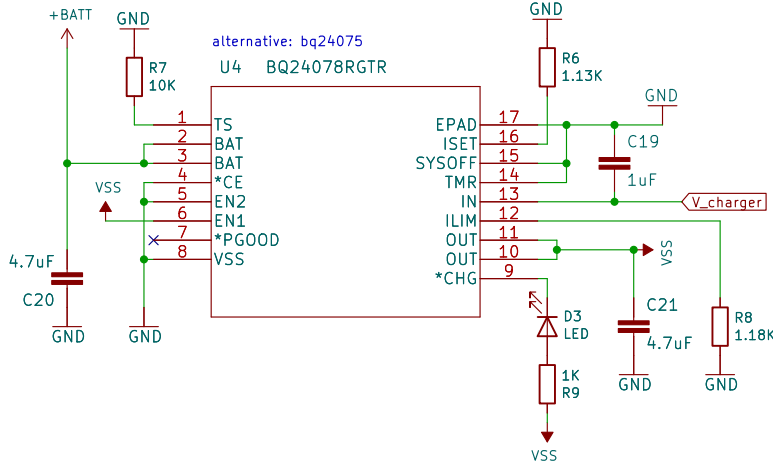 +BATT
GND
GND
alternative: bq24075
U4 BQ24078RGTR
R7
10K
R6
1.13K
GND
1 TS
2 BAT
3 BAT
4 *CE
5 EN2
6 EN1
7 *PGOOD
8 VSS
EPAD 17
ISET 16
SYSOFF 15
TMR 14
IN 13
ILIM 12
OUT 11
OUT 10
*CHG 9
C19
1uF
VSS
V_charger
VSS
4.7uF
C20
GND
GND
D3
LED
C21
4.7uF
R8
1.18K
1K
R9
GND
GND
VSS